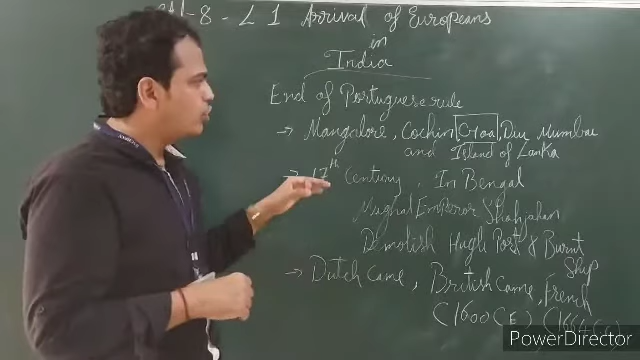 -8 - L 1 Arrival of Europeans
in
India
End of Portuguese rule
→ Mangalore, Cochin, Goa, Diu Mumbai
and Island of Lanka
→ 17th Century, In Bengal
Mughal Emperor Shahjahan
Demolish Hugli Port & Burnt
Ship
→ Dutch Came, British Came, French
(1600 CE) (1664 CE)
PowerDirector